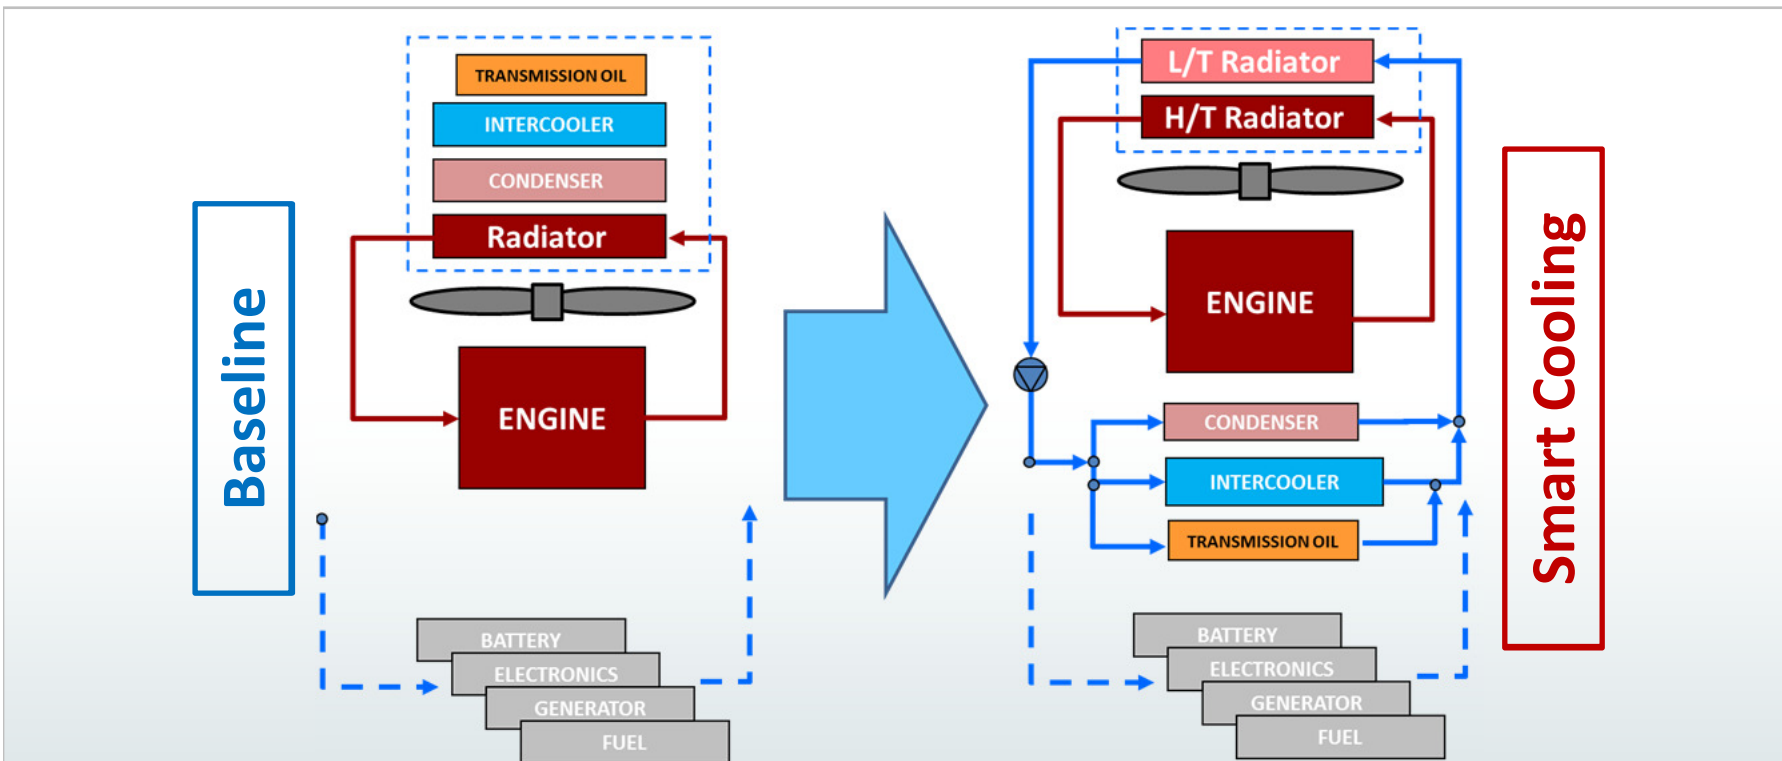 Baseline
TRANSMISSION OIL
INTERCOOLER
CONDENSER
Radiator
ENGINE
BATTERY
ELECTRONICS
GENERATOR
FUEL
L/T Radiator
H/T Radiator
ENGINE
CONDENSER
INTERCOOLER
TRANSMISSION OIL
BATTERY
ELECTRONICS
GENERATOR
FUEL
Smart Cooling